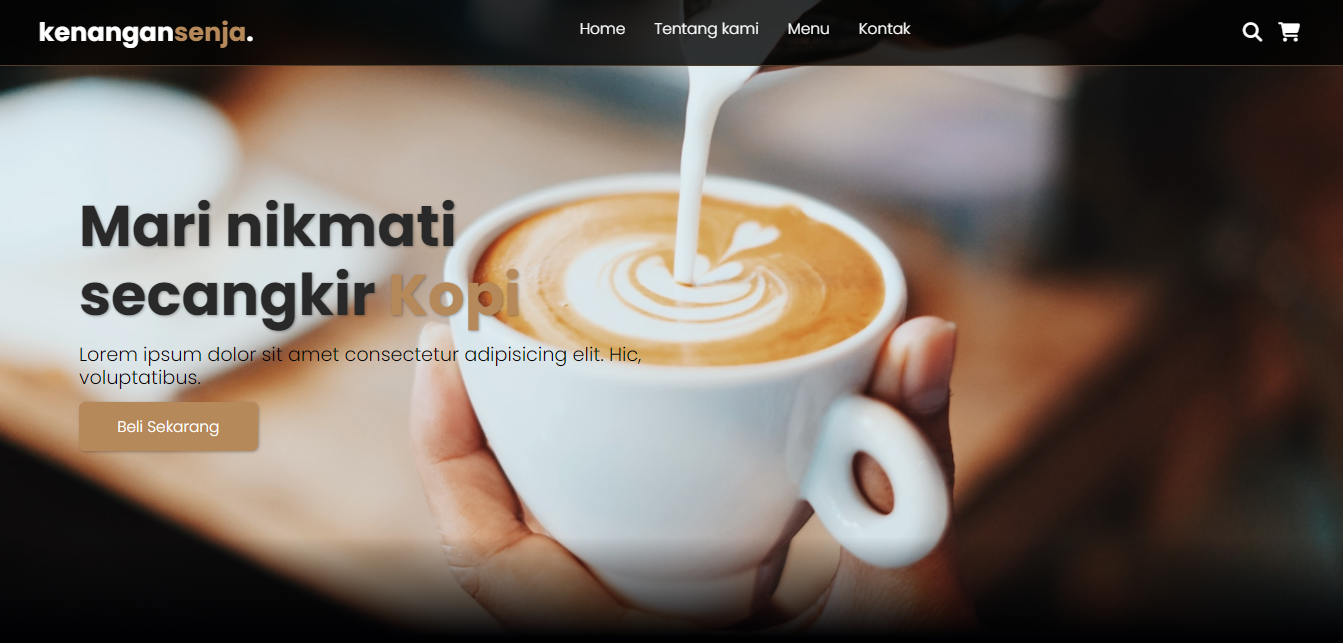 kenangansenja.
Home
Tentang kami
Menu
Kontak
Mari nikmati
secangkir Kopi
Lorem ipsum dolor sit amet consectetur adipisicing elit. Hic,
voluptatibus.
Beli Sekarang